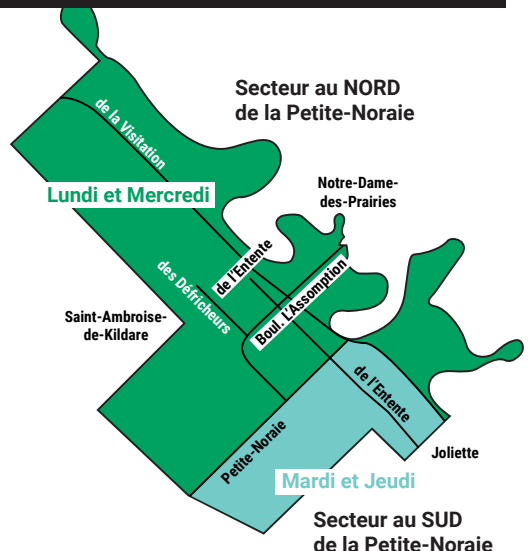 Secteur au NORD
de la Petite-Noraie
de la Visitation
Notre-Dame-
des-Prairies
Lundi et Mercredi
de l'Entente
des Défricheurs
Boul. L'Assomption
Saint-Ambroise-
de-Kildare
de l'Entente
Petite-Noraie
Joliette
Mardi et Jeudi
Secteur au SUD
de la Petite-Noraie